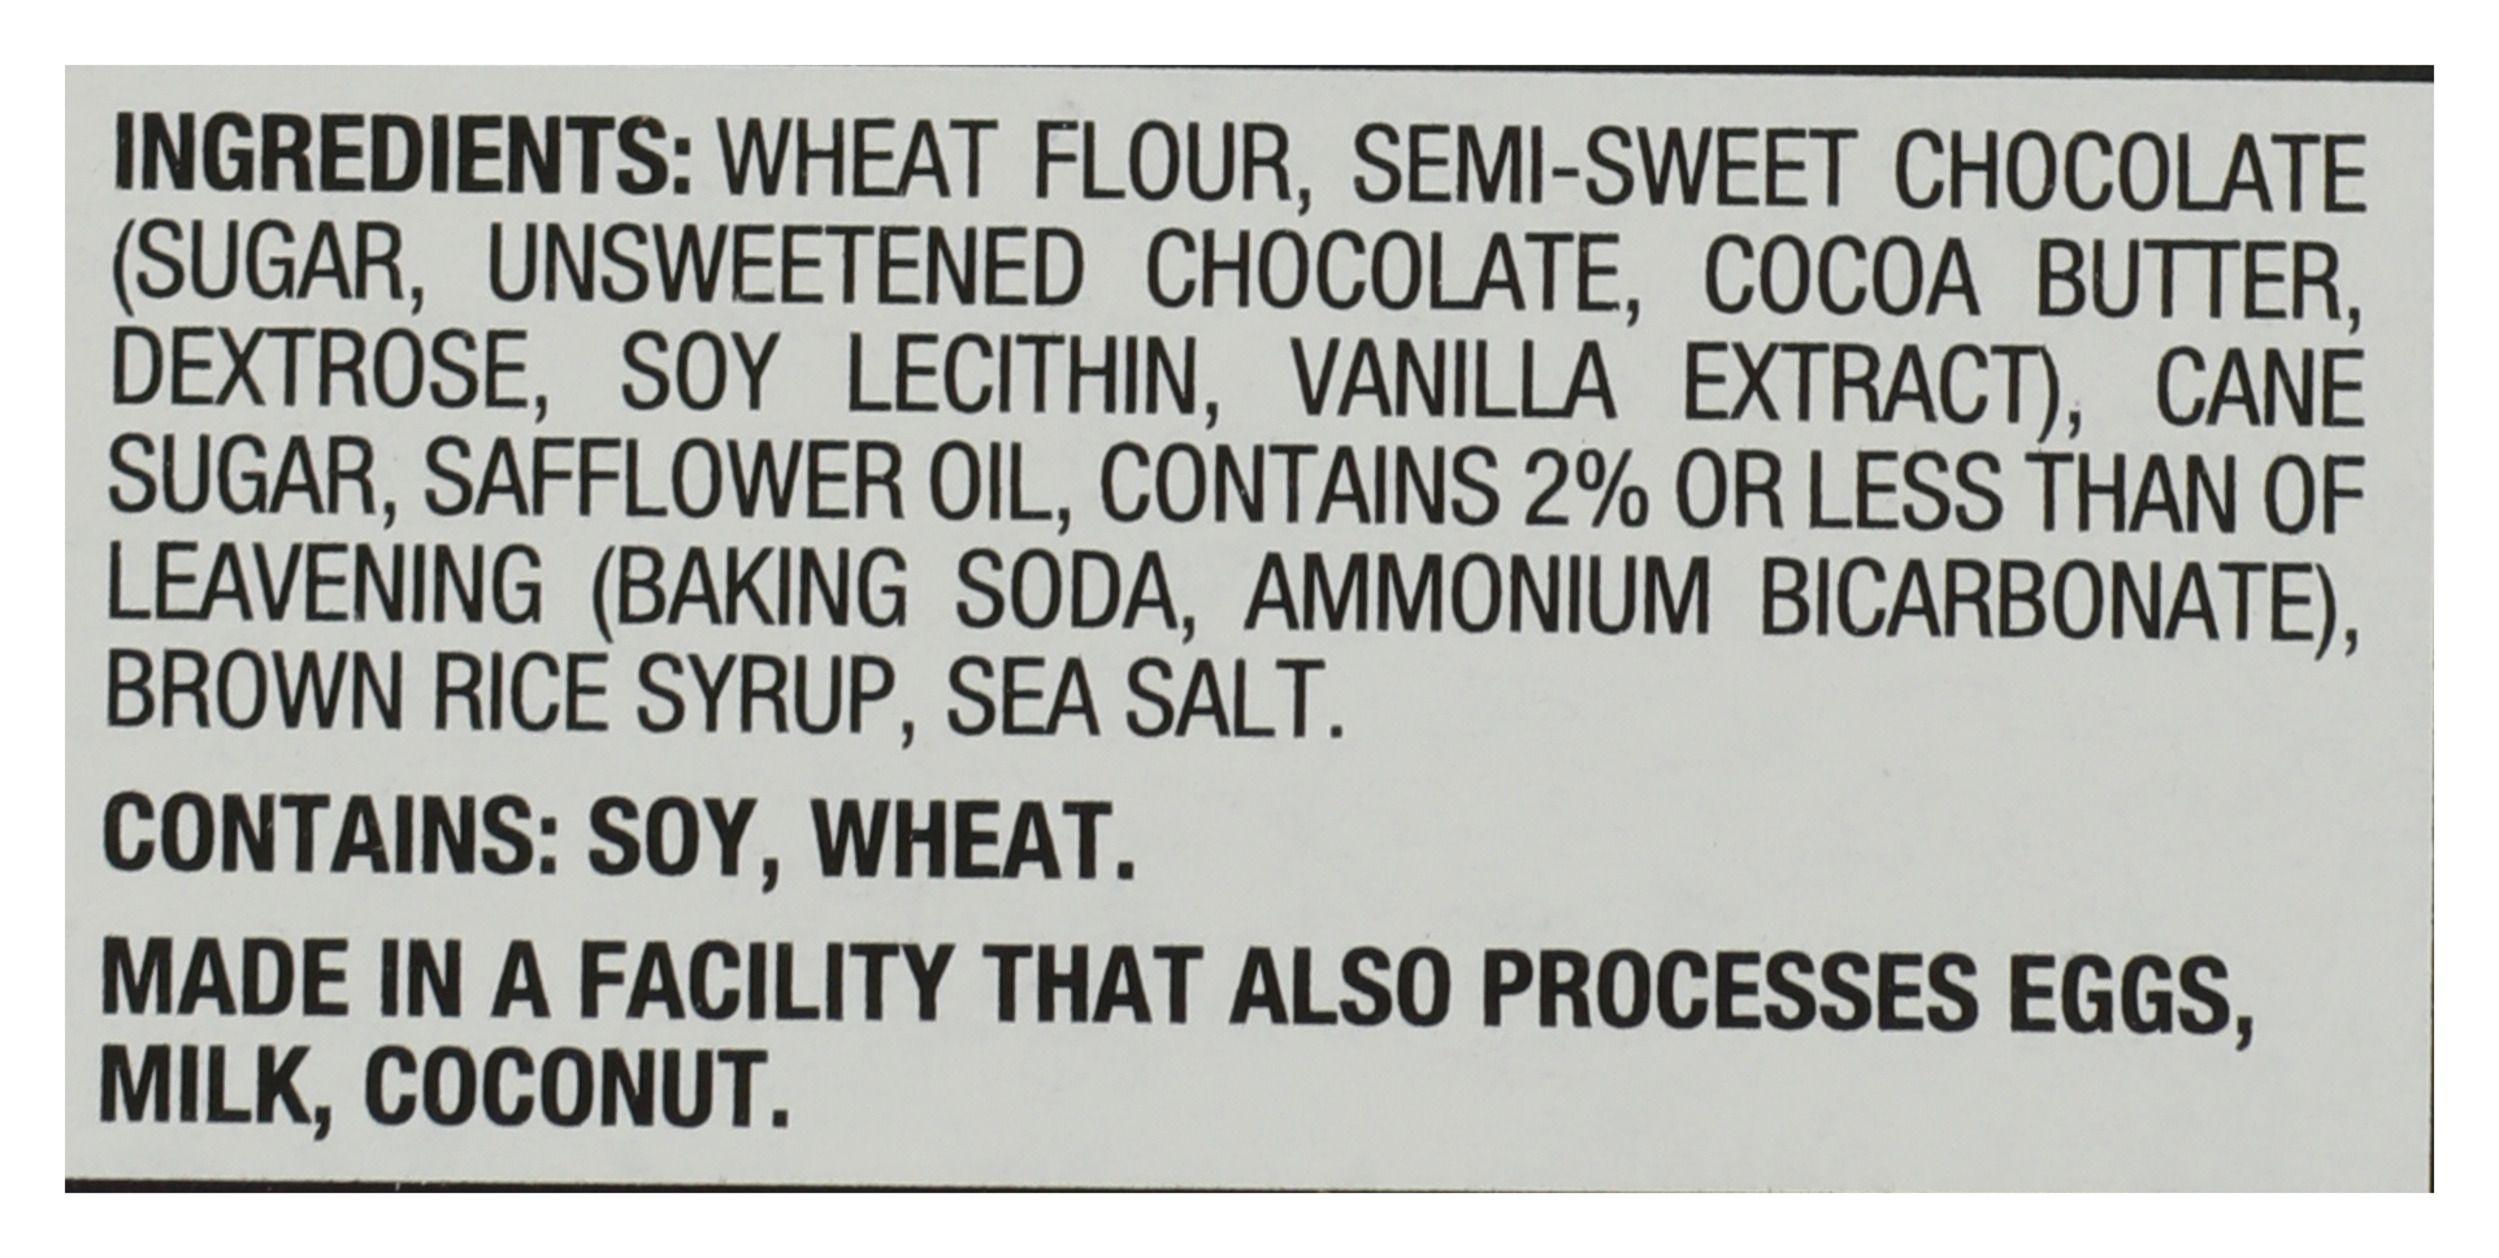 INGREDIENTS: WHEAT FLOUR, SEMI-SWEET CHOCOLATE
(SUGAR, UNSWEETENED CHOCOLATE, COCOA BUTTER,
DEXTROSE, SOY LECITHIN, VANILLA EXTRACT), CANE
SUGAR, SAFFLOWER OIL, CONTAINS 2% OR LESS THAN OF
LEAVENING (BAKING SODA, AMMONIUM BICARBONATE),
BROWN RICE SYRUP, SEA SALT.
CONTAINS: SOY, WHEAT.
MADE IN A FACILITY THAT ALSO PROCESSES EGGS,
MILK, COCONUT.